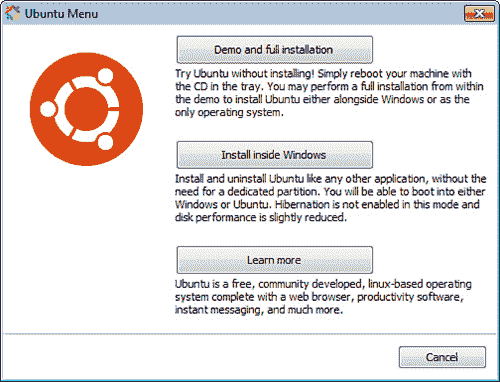 Ubuntu Menu
Demo and full installation
Try Ubuntu without installing! Simply reboot your machine with
the CD in the tray. You may perform a full installation from within
the demo to install Ubuntu either alongside Windows or as the
only operating system.
Install inside Windows
Install and uninstall Ubuntu like any other application, without the
need for a dedicated partition. You will be able to boot into either
Windows or Ubuntu. Hibernation is not enabled in this mode and
disk performance is slightly reduced.
Learn more
Ubuntu is a free, community developed, linux-based operating
system complete with a web browser, productivity software,
instant messaging, and much more.
Cancel